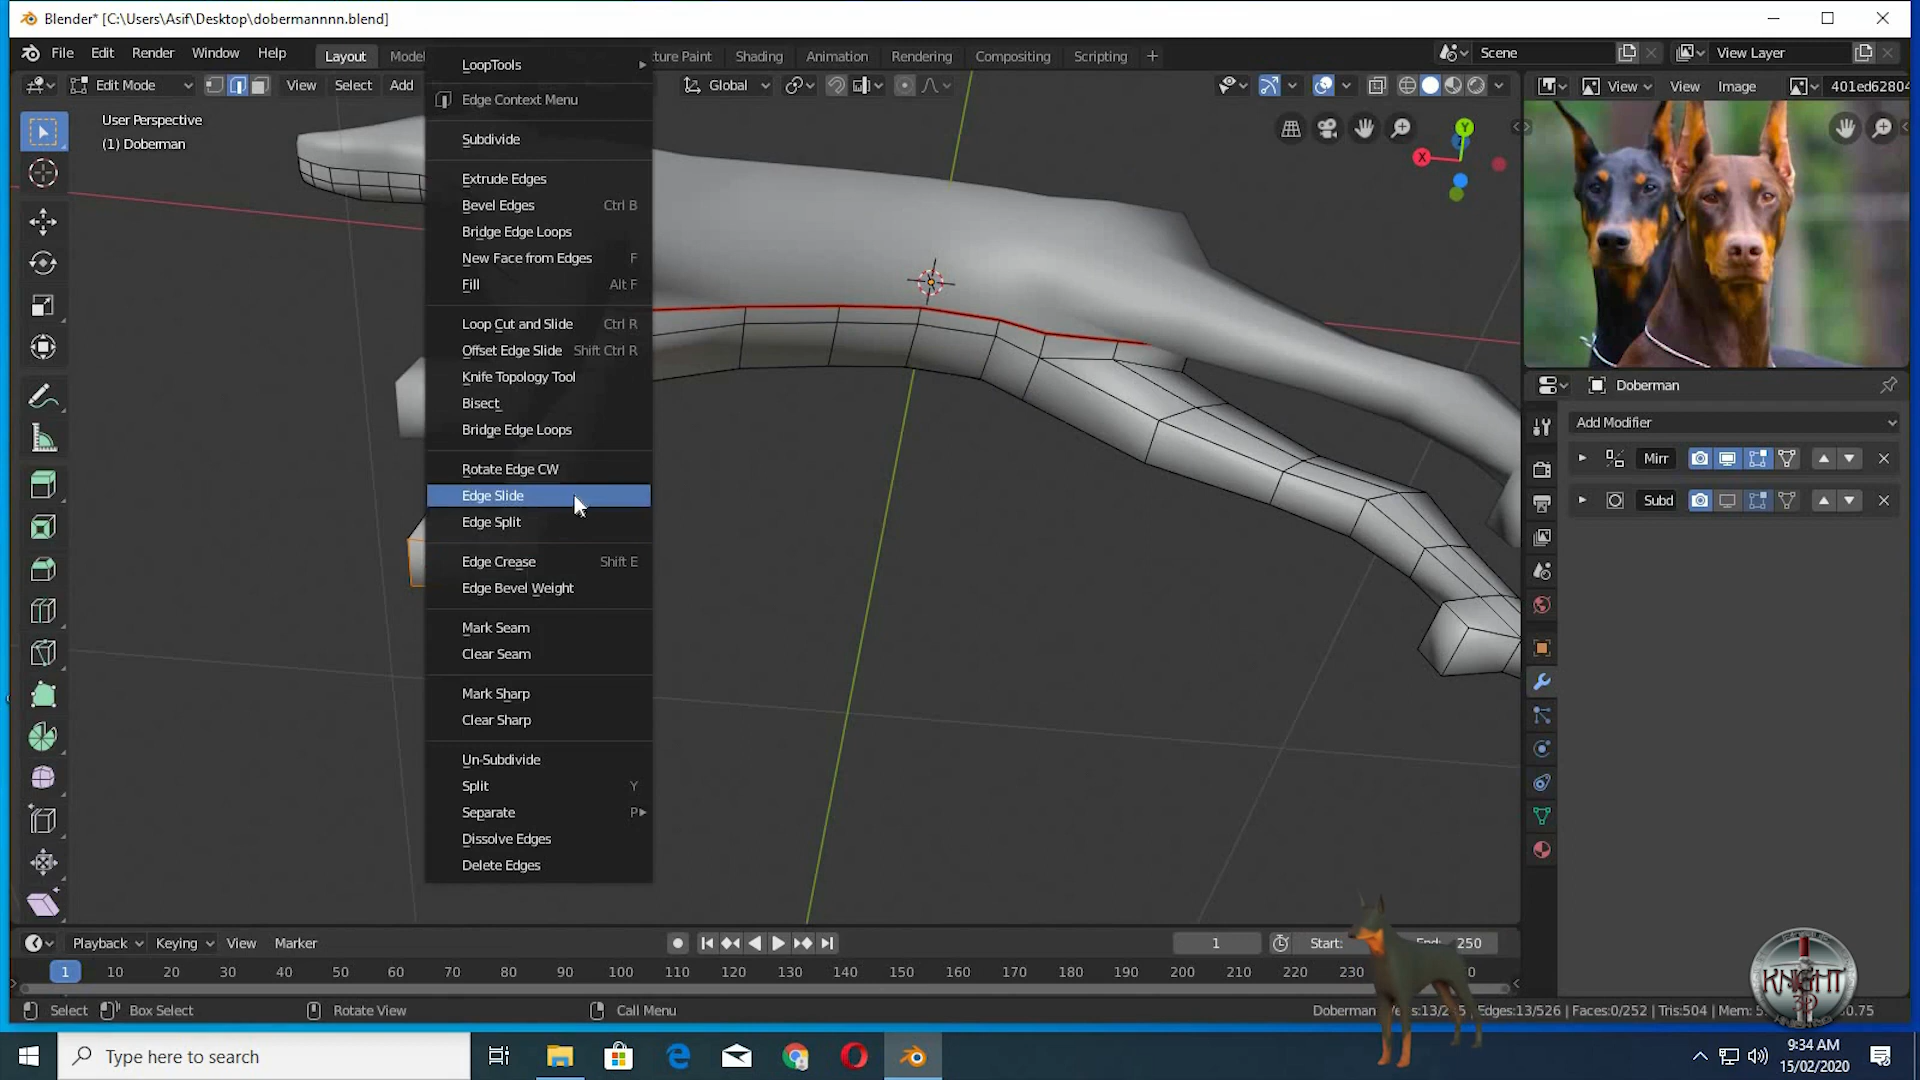 Blender* [C:\Users\Asif\Desktop\dobermannnn.blend]
File Edit Render Window Help Layout Model ture Paint Shading Animation Rendering Compositing Scripting + Scene View Layer
Edit Mode View Select Add Global View View Image 401ed62804
User Perspective
(1) Doberman
LoopTools
Edge Context Menu
Subdivide
Extrude Edges
Bevel Edges Ctrl B
Bridge Edge Loops
New Face from Edges F
Fill Alt F
Loop Cut and Slide Ctrl R
Offset Edge Slide Shift Ctrl R
Knife Topology Tool
Bisect
Bridge Edge Loops
Rotate Edge CW
Edge Slide
Edge Split
Edge Crease Shift E
Edge Bevel Weight
Mark Seam
Clear Seam
Mark Sharp
Clear Sharp
Un-Subdivide
Split Y
Separate P
Dissolve Edges
Delete Edges
Y
X
Doberman
Add Modifier
Mirr
Subd
Playback Keying View Marker 1 Start: End: 250
1 10 20 30 40 50 60 70 80 90 100 110 120 130 140 150 160 170 180 190 200 210 220 230
Select Box Select Rotate View Call Menu Doberman Edges:13/526 | Faces:0/252 | Tris:504 | Mem:
KNIGHT
3D
Type here to search
9:34 AM
15/02/2020